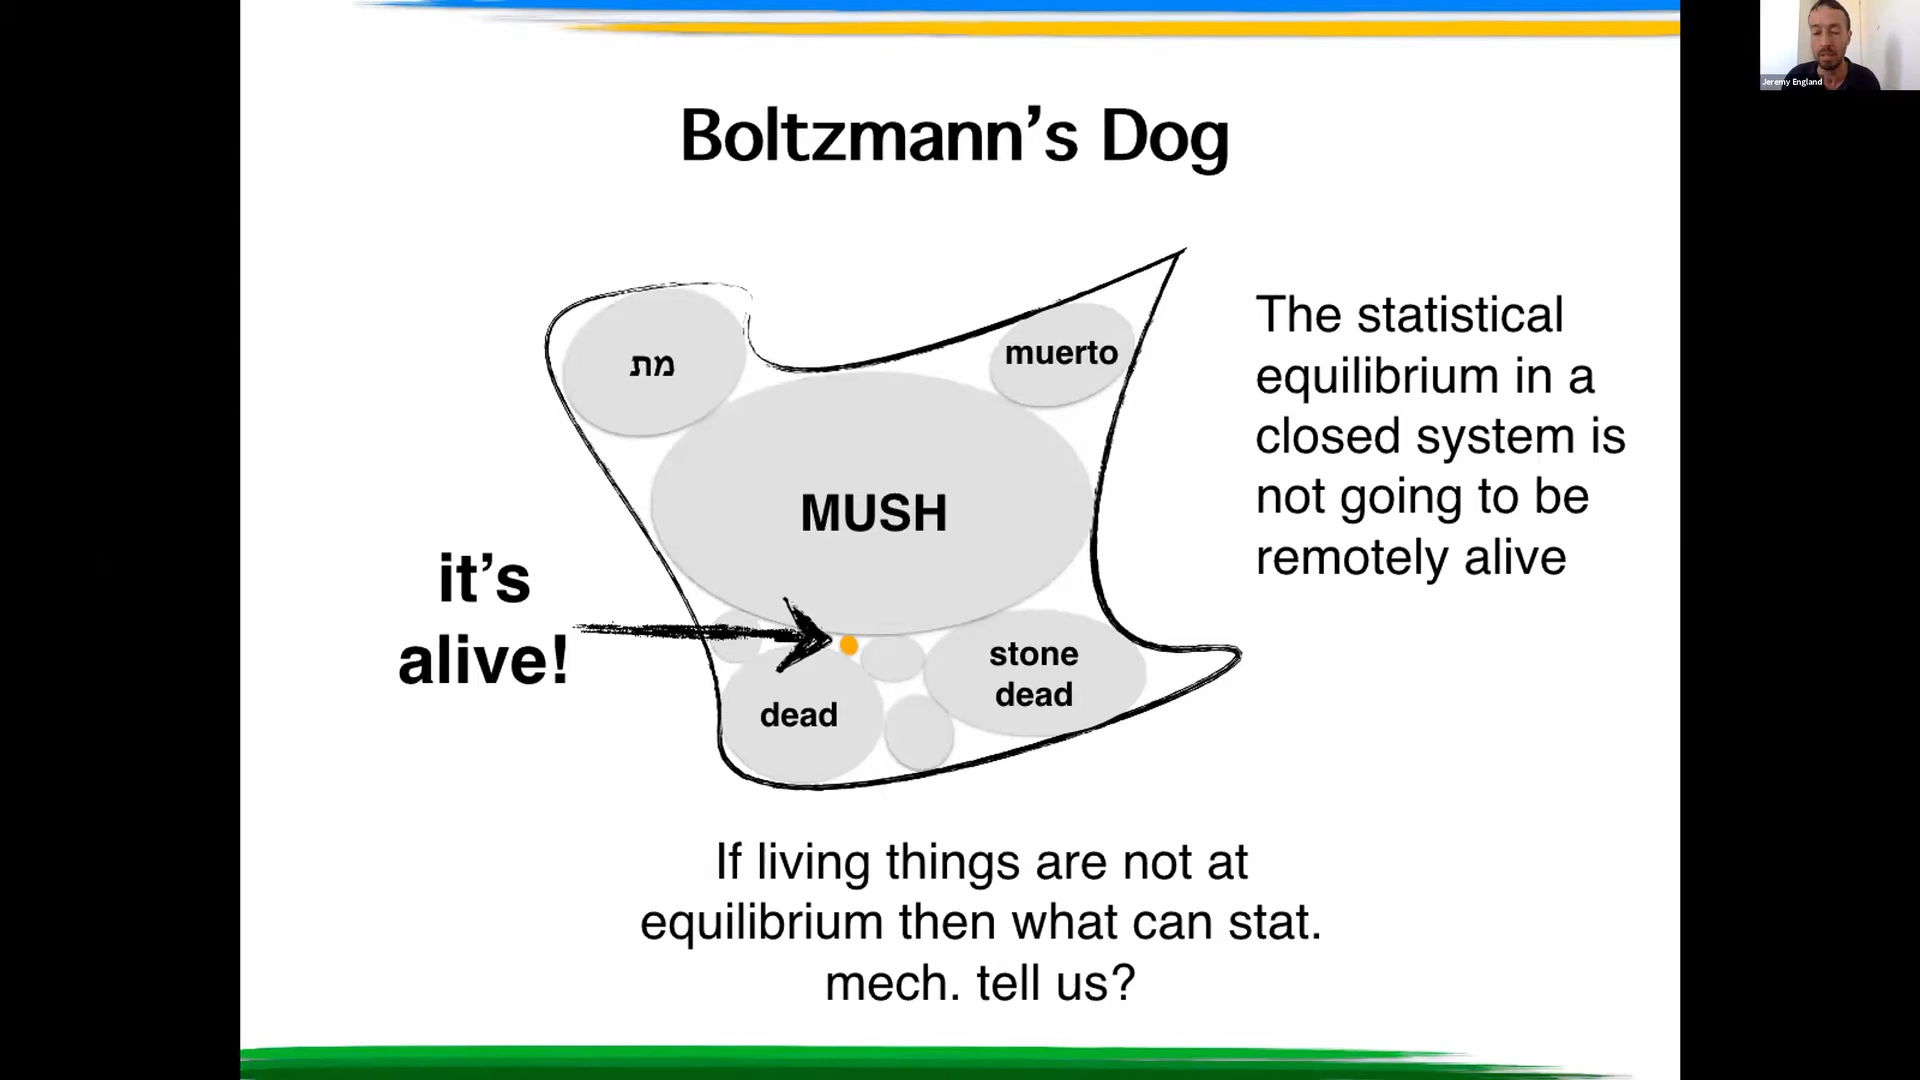 Jeremy England
Boltzmann’s Dog
מת
muerto
MUSH
it’s
alive!
dead
stone
dead
The statistical
equilibrium in a
closed system is
not going to be
remotely alive
If living things are not at
equilibrium then what can stat.
mech. tell us?